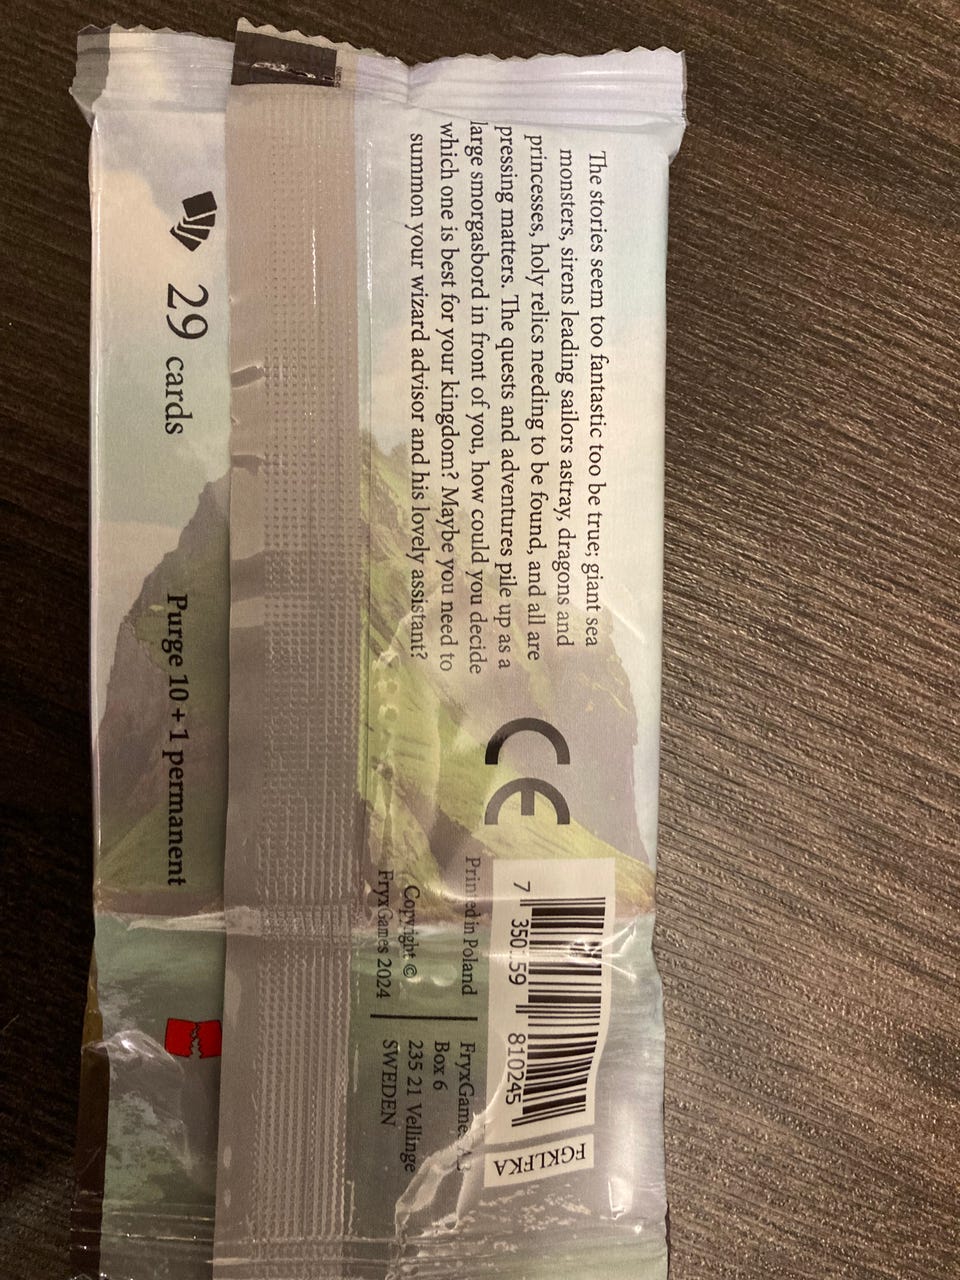 The stories seem too fantastic too be true; giant sea
monsters, sirens leading sailors astray, dragons and
princesses, holy relics needing to be found, and all are
pressing matters. The quests and adventures pile up as a
large smorgasbord in front of you, how could you decide
which one is best for your kingdom? Maybe you need to
summon your wizard advisor and his lovely assistant?
CE
7 350 59 810245
FGKLFKA
Printed in Poland
Copyright ©
FryxGames 2024
FryxGames
Box 6
235 21 Vellinge
SWEDEN
29 cards
Purge 10 + 1 permanent